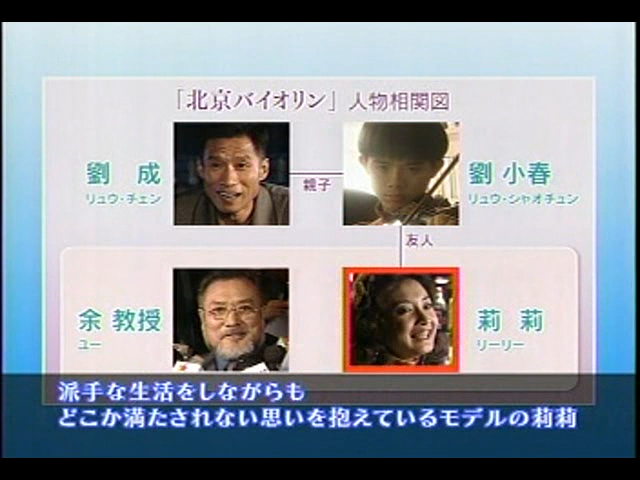 「北京バイオリン」 人物相関図
劉 成
リュウ・チェン
親子
劉 小春
リュウ・シャオチュン
友人
余 教授
ユー
莉 莉
リーリー
派手な生活をしながらも
どこか満たされない思いを抱えているモデルの莉莉